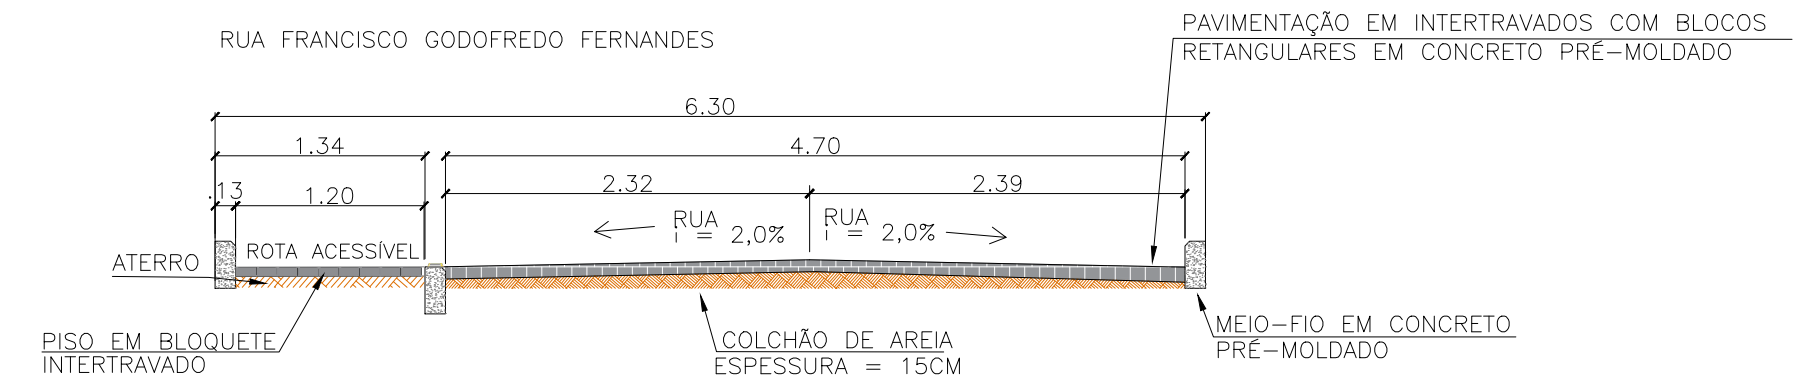 RUA FRANCISCO GODOFREDO FERNANDES
PAVIMENTAÇÃO EM INTERTRAVADOS COM BLOCOS
RETANGULARES EM CONCRETO PRÉ-MOLDADO
6.30
1.34
4.70
.13
1.20
2.32
2.39
RUA
i = 2,0%
RUA
i = 2,0%
ROTA ACESSÍVEL
ATERRO
PISO EM BLOQUETE
INTERTRAVADO
COLCHÃO DE AREIA
ESPESSURA = 15CM
MEIO-FIO EM CONCRETO
PRÉ-MOLDADO